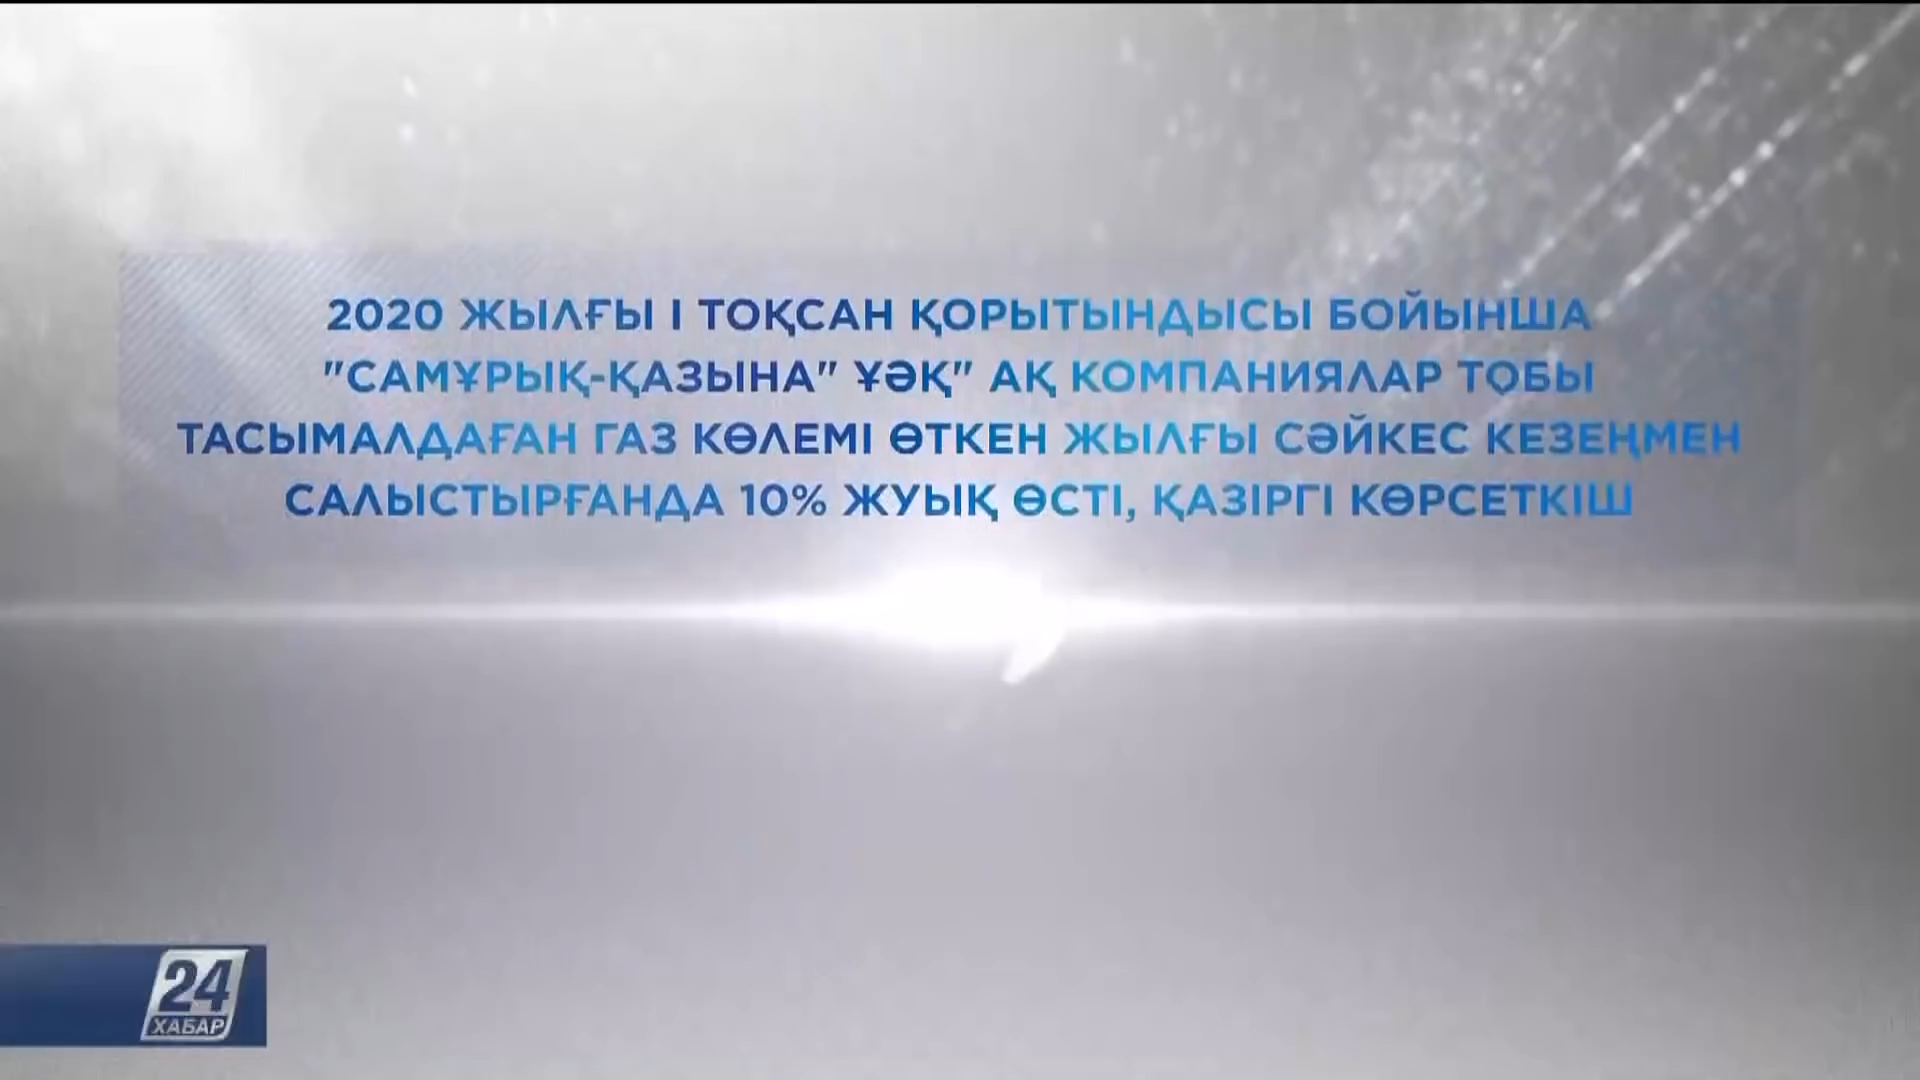 2020 ЖЫЛҒЫ I ТОҚСАН ҚОРЫТЫНДЫСЫ БОЙЫНША
"САМҰРЫҚ-ҚАЗЫНА" ҰӘҚ" АҚ КОМПАНИЯЛАР ТОБЫ
ТАСЫМАЛДАҒАН ГАЗ КӨЛЕМІ ӨТКЕН ЖЫЛҒЫ СӘЙКЕС КЕЗЕҢМЕН
САЛЫСТЫРҒАНДА 10% ЖУЫҚ ӨСТІ, ҚАЗІРГІ КӨРСЕТКІШ
24
ХАБАР